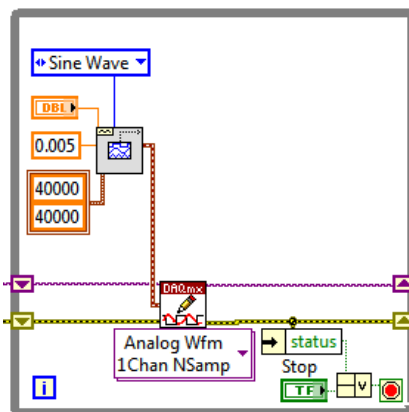 Sine Wave
DBL
0.005
40000
40000
DAQmx
Analog Wfm
1Chan NSamp
status
Stop
TF
V
i